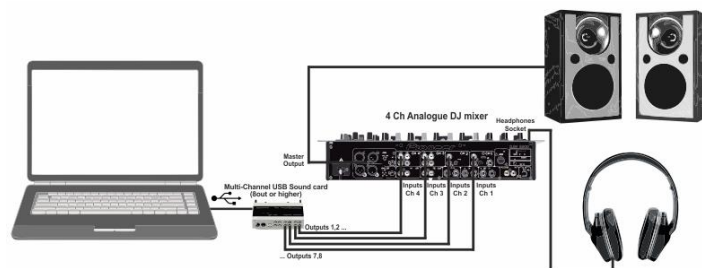 4 Ch Analogue DJ mixer
Headphones
Socket
Master
Output
Multi-Channel USB Sound card
(8out or higher)
Inputs Ch 4
Inputs Ch 3
Inputs Ch 2
Inputs Ch 1
Outputs 1,2 ...
... Outputs 7,8